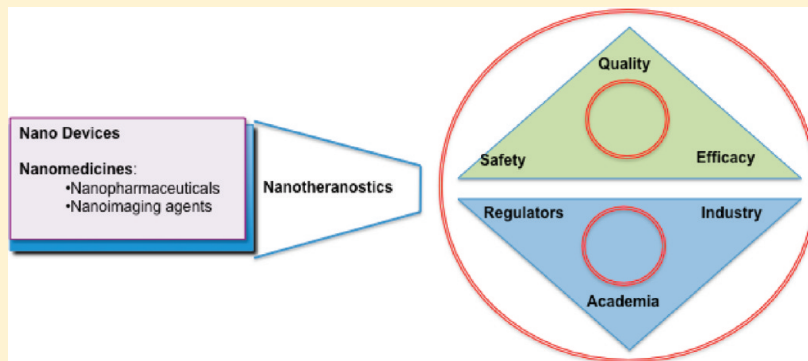 Nano Devices
Nanomedicines:
•Nanopharmaceuticals
•Nanoimaging agents
Nanotheranostics
Quality
Safety
Efficacy
Regulators
Industry
Academia